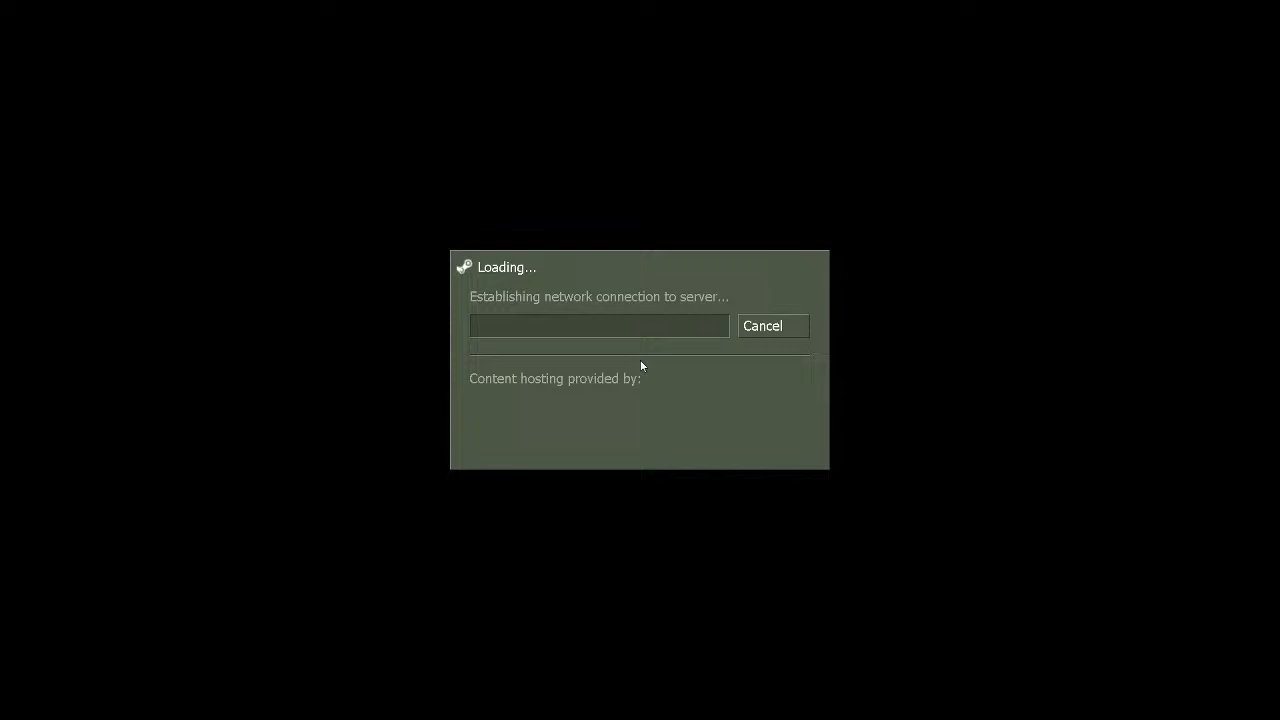 Loading...
Establishing network connection to server...
Cancel
Content hosting provided by: